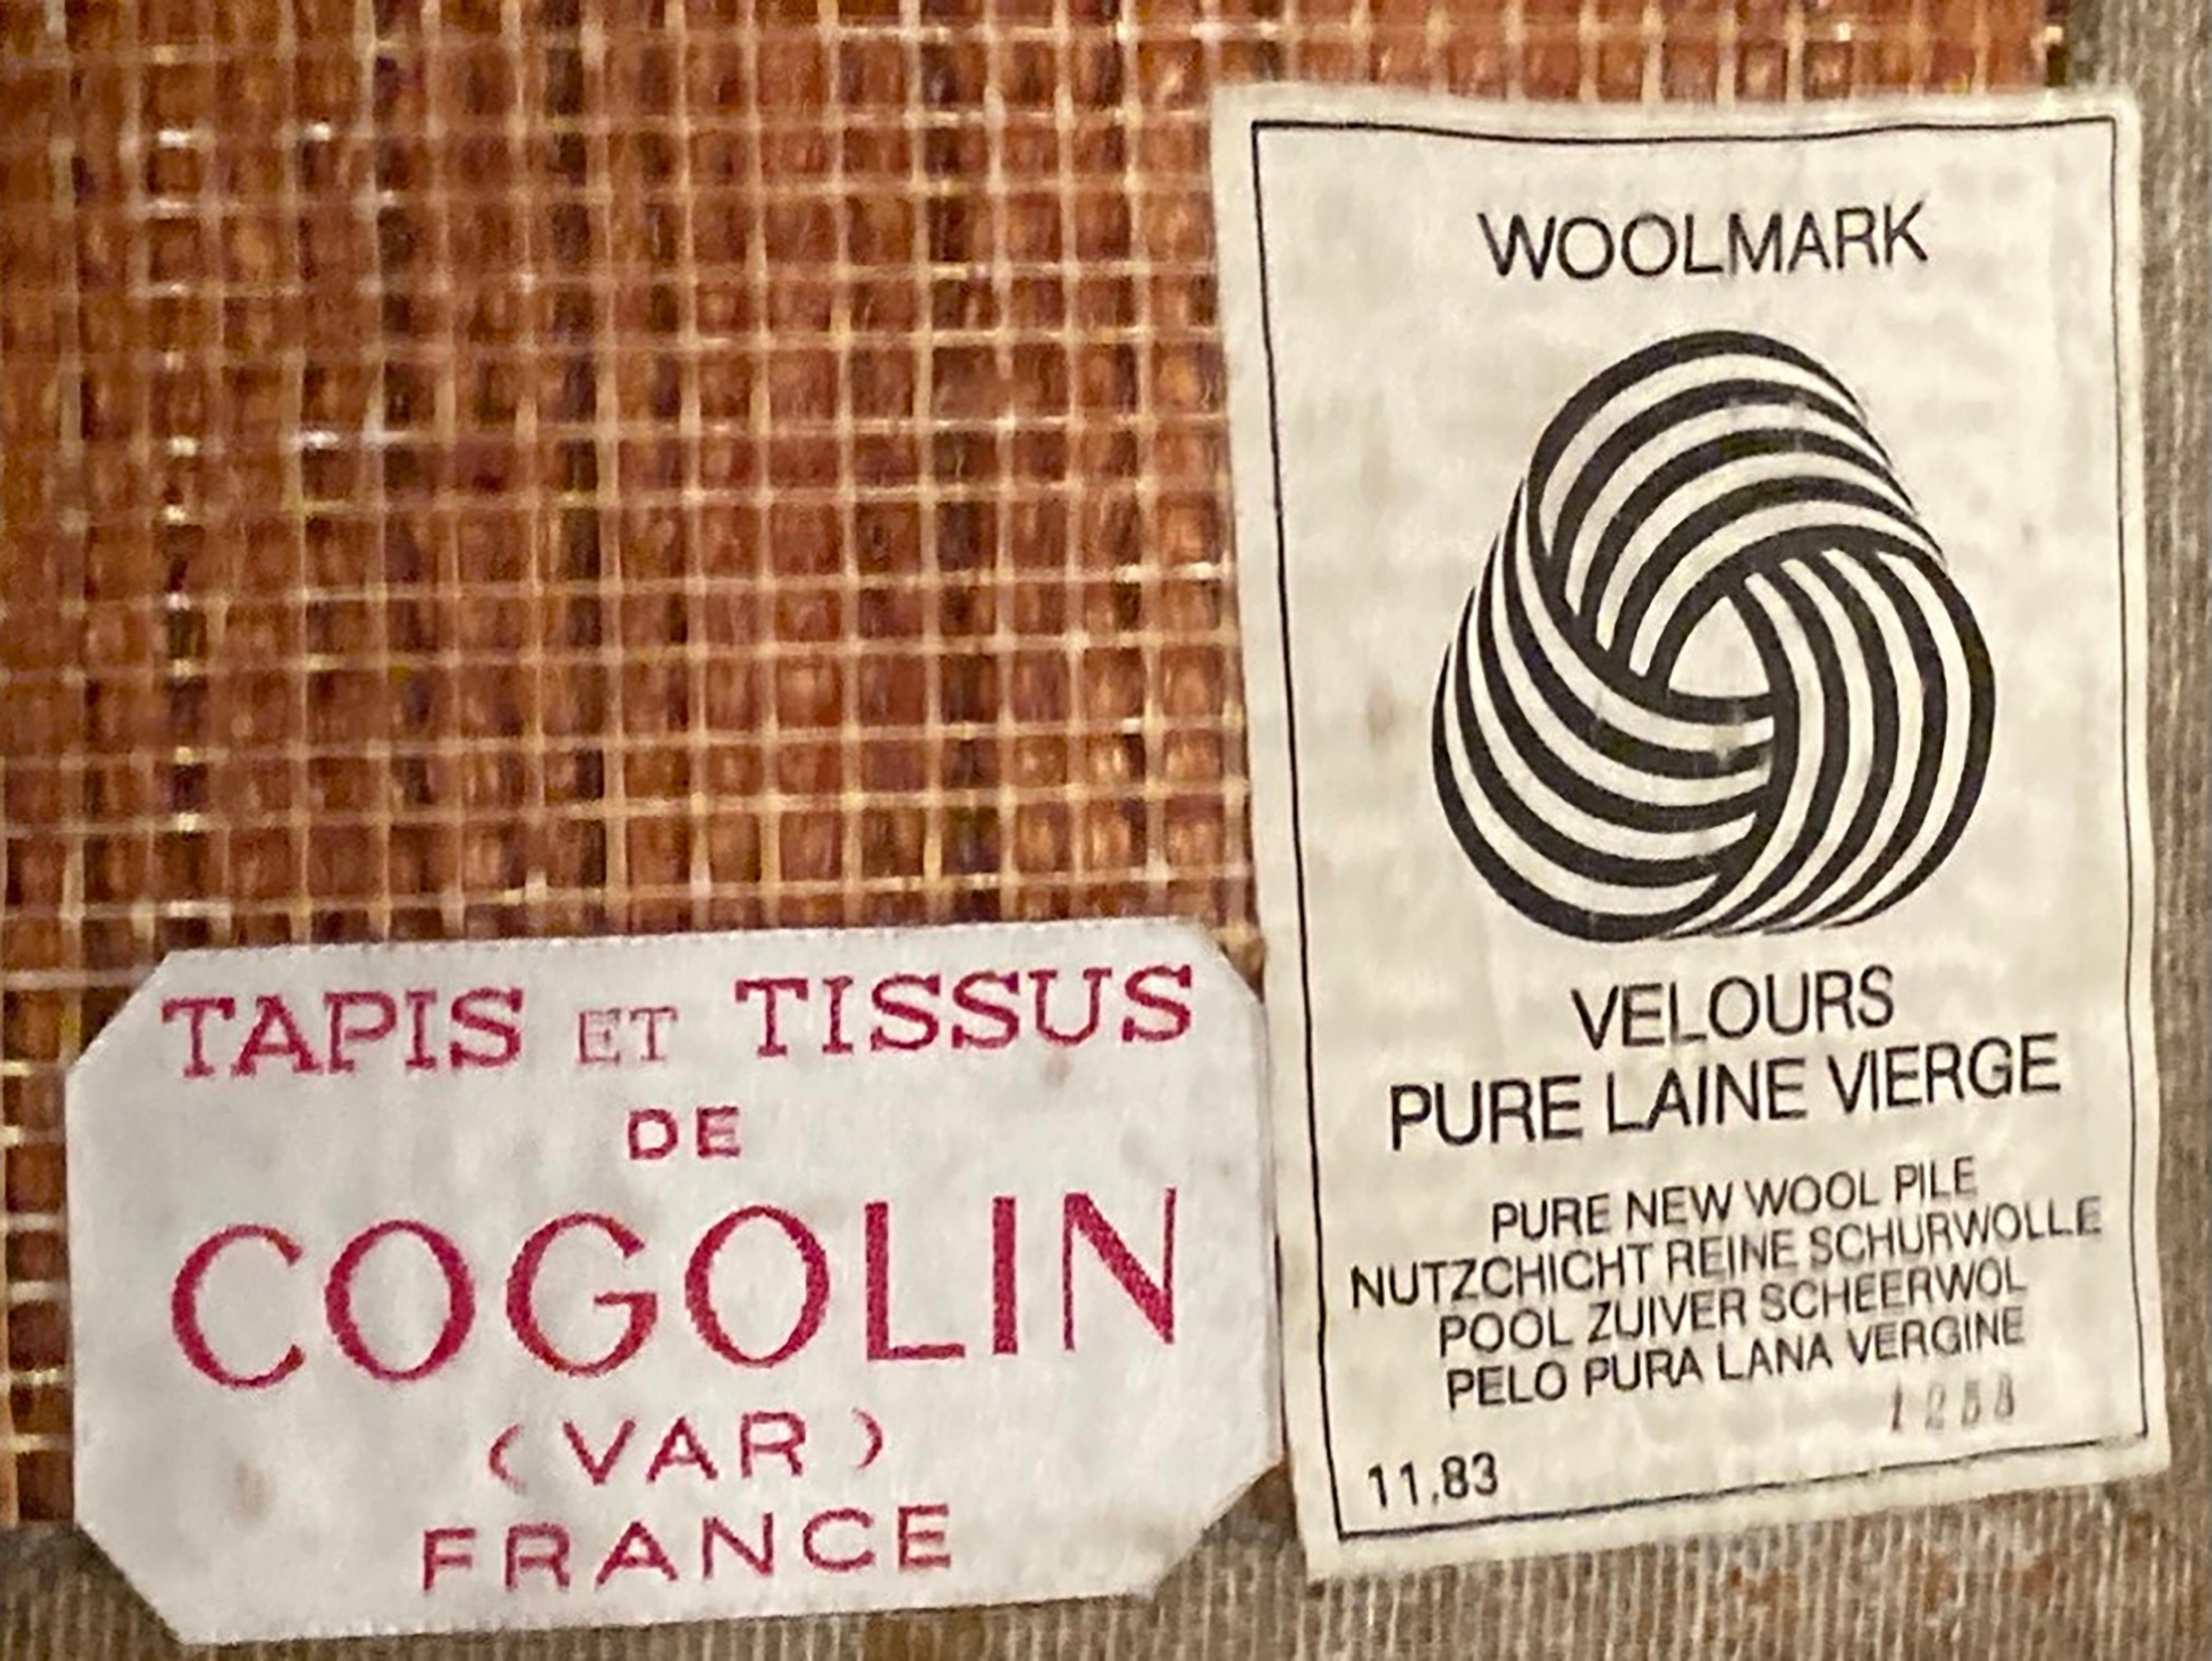 TAPIS ET TISSUS
DE
COGOLIN
(VAR)
FRANCE
WOOLMARK
VELOURS
PURE LAINE VIERGE
PURE NEW WOOL PILE
NUTZCHICHT REINE SCHURWOLLE
POOL ZUIVER SCHEERWOL
PELO PURA LANA VERGINE
11.83